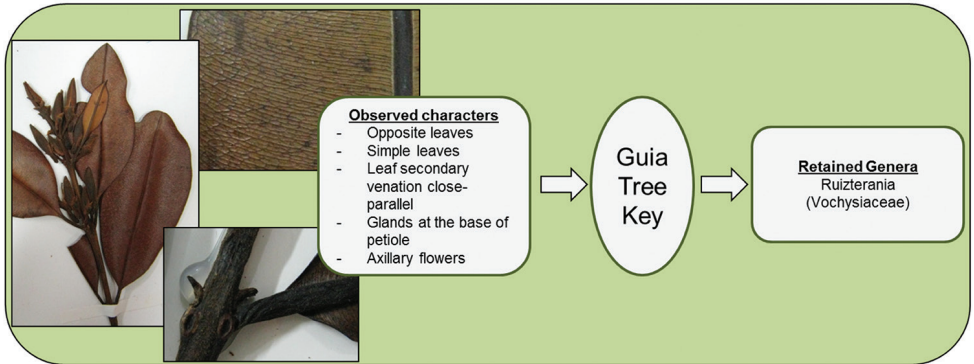 Observed characters
- Opposite leaves
- Simple leaves
- Leaf secondary
venation close-
parallel
- Glands at the base of
petiole
- Axillary flowers
Guia
Tree
Key
Retained Genera
Ruizterania
(Vochysiaceae)